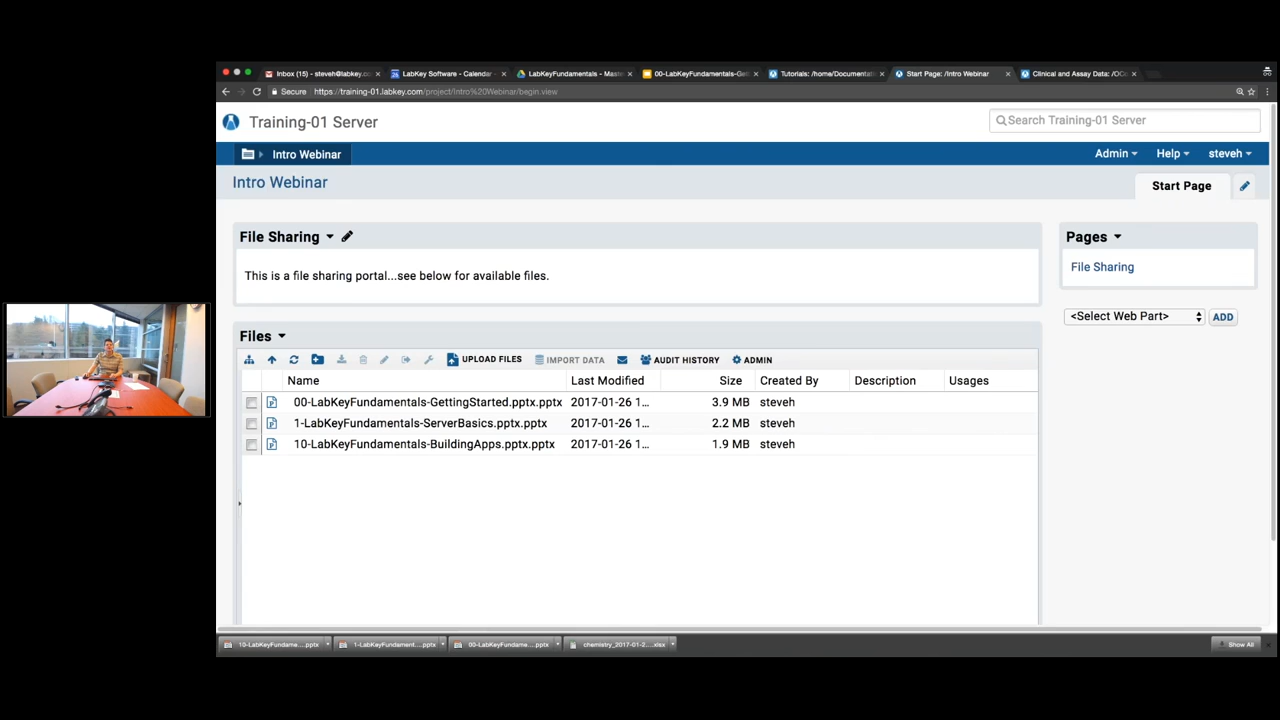 Inbox (15) - steveh@labkey.co
LabKey Software - Calendar
LabKeyFundamentals - Mast
00-LabKeyFundamentals-Get
Tutorials: /home/Documentat
Start Page: /Intro Webinar
Clinical and Assay Data: /
Secure https://training-01.labkey.com/project/Intro%20Webinar/begin.view
Training-01 Server
Search Training-01 Server
Intro Webinar
Admin Help steveh
Intro Webinar
Start Page
File Sharing
This is a file sharing portal...see below for available files.
Pages
File Sharing
<Select Web Part> ADD
Files
UPLOAD FILES IMPORT DATA AUDIT HISTORY ADMIN
Name Last Modified Size Created By Description Usages
00-LabKeyFundamentals-GettingStarted.pptx.pptx 2017-01-26 1... 3.9 MB steveh
1-LabKeyFundamentals-ServerBasics.pptx.pptx 2017-01-26 1... 2.2 MB steveh
10-LabKeyFundamentals-BuildingApps.pptx.pptx 2017-01-26 1... 1.9 MB steveh
10-LabKeyFundame....pptx
1-LabKeyFundament....pptx
00-LabKeyFundame....pptx
chemistry_2017-01-2....xlsx
Show All